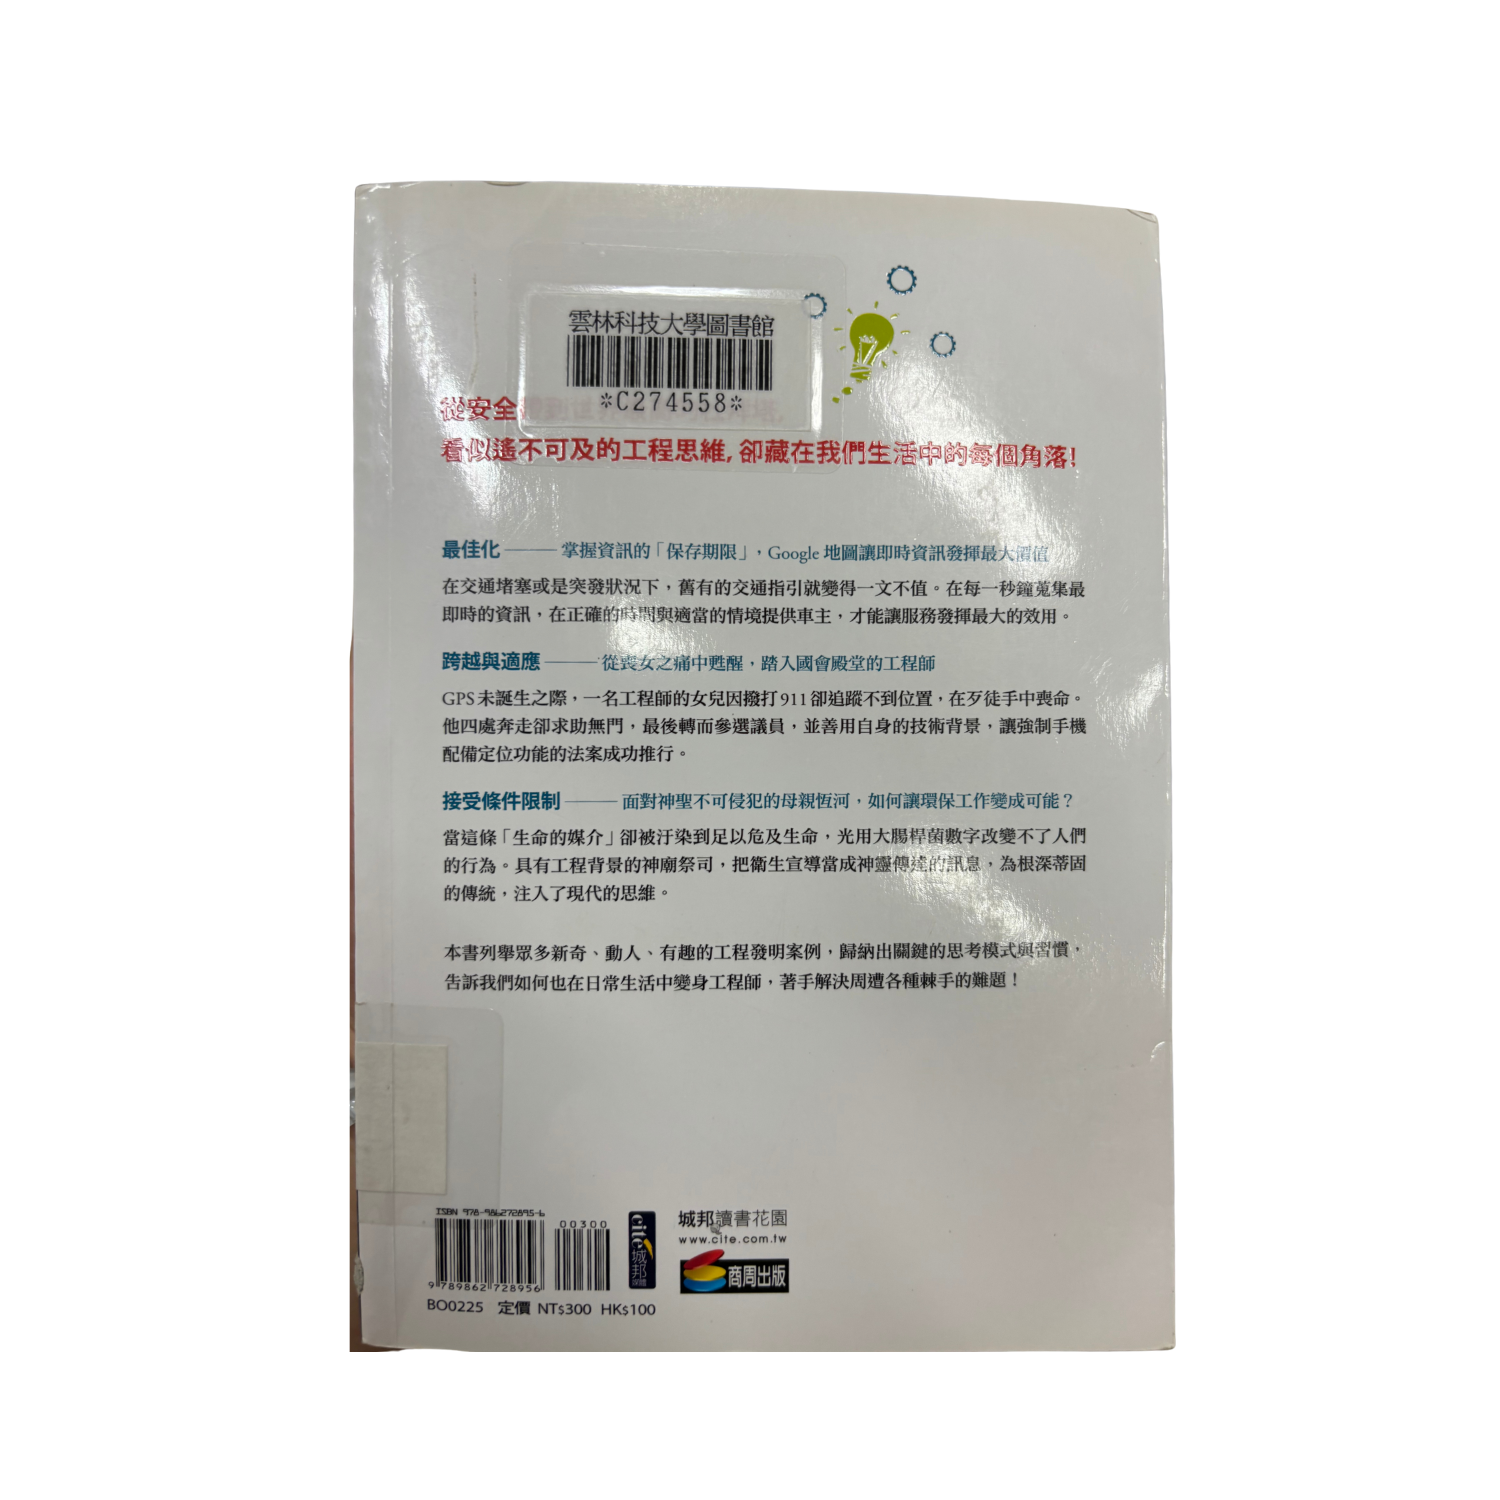 雲林科技大學圖書館
*C274558*
從安全
看似遙不可及的工程思維,卻藏在我們生活中的每個角落!
最佳化——掌握資訊的「保存期限」,Google 地圖讓即時資訊發揮最大價值
在交通堵塞或是突發狀況下,舊有的交通指引就變得一文不值。在每一秒鐘蒐集最
即時的資訊,在正確的時間與適當的情境提供車主,才能讓服務發揮最大的效用。
跨越與適應——從喪女之痛中甦醒,踏入國會殿堂的工程師
GPS 未誕生之際,一名工程師的女兒因撥打 911 卻追蹤不到位置,在歹徒手中喪命。
他四處奔走卻求助無門,最後轉而參選議員,並善用自身的技術背景,讓強制手機
配備定位功能的法案成功推行。
接受條件限制——面對神聖不可侵犯的母親恆河,如何讓環保工作變成可能?
當這條「生命的媒介」卻被汙染到足以危及生命,光用大腸桿菌數字改變不了人們
的行為。具有工程背景的神廟祭司,把衛生宣導當成神靈傳達的訊息,為根深蒂固
的傳統,注入了現代的思維。
本書列舉眾多新奇、動人、有趣的工程發明案例,歸納出關鍵的思考模式與習慣,
告訴我們如何也在日常生活中變身工程師,著手解決周遭各種棘手的難題!
ISBN 978-986272895-6
00300
9 789862 728956
BO0225 定價 NT$300 HK$100
cité城邦
城邦讀書花園
www.cite.com.tw
商周出版